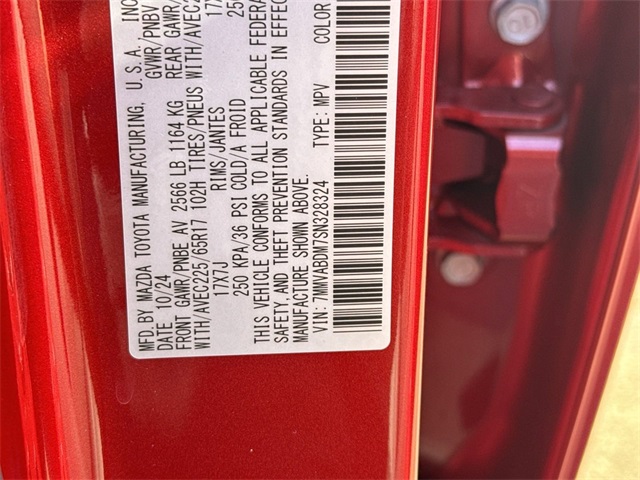 MFD. BY MAZDA TOYOTA MANUFACTURING, U.S.A. INC
DATE 10/24 GVWR/PNBV
FRONT GAWR/PNBE AV 2566 LB 1164 KG REAR GAWR/
WITH/AVEC225/65R17 102H TIRES/PNEUS WITH/AVEC2
17X7J RIMS/JANTES 17X
250 KPA/36 PSI COLD/A FROID 250
THIS VEHICLE CONFORMS TO ALL APPLICABLE FEDERA
SAFETY, AND THEFT PREVENTION STANDARDS IN EFFEC
MANUFACTURE SHOWN ABOVE.
VIN: 7MMVABDM7SN328324 TYPE: MPV COLOR